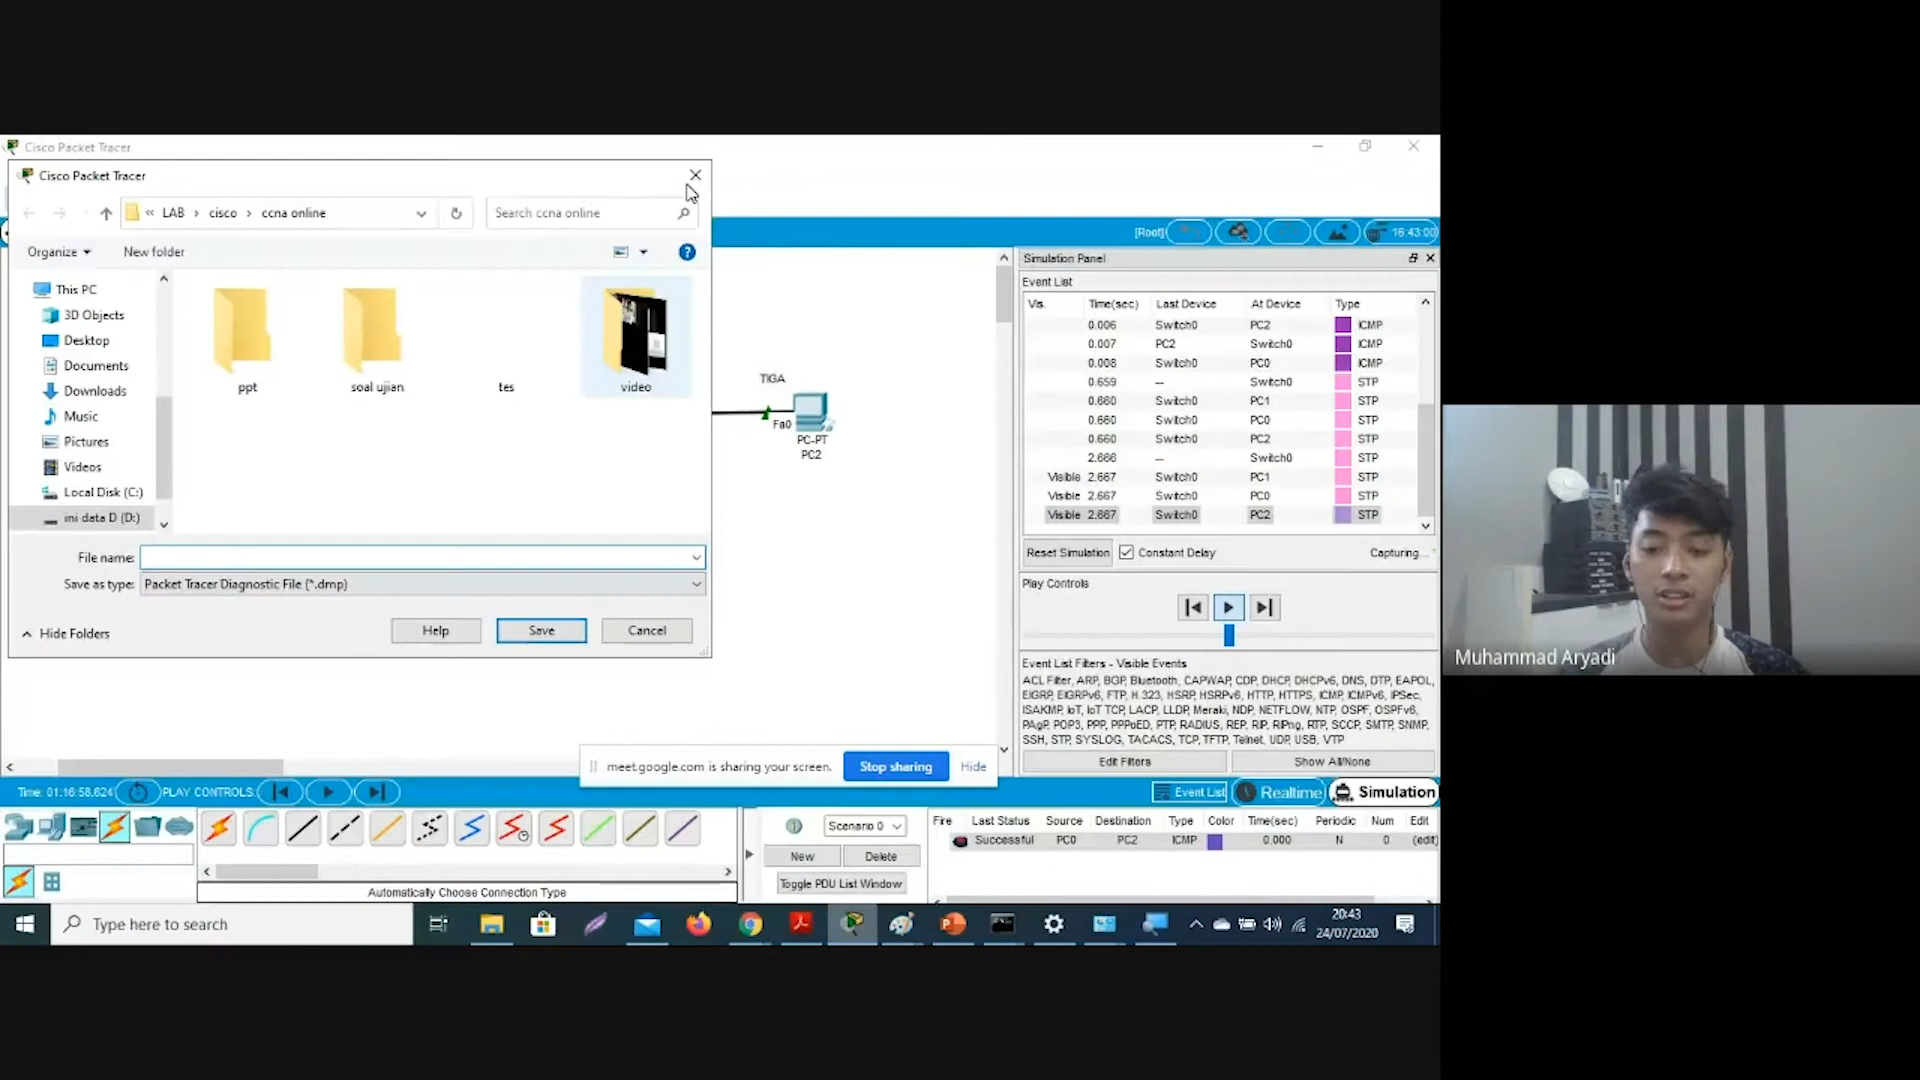 Cisco Packet Tracer
Cisco Packet Tracer
« LAB › cisco › ccna online
Search ccna online
Organize
New folder
This PC
3D Objects
Desktop
Documents
Downloads
Music
Pictures
Videos
Local Disk (C:)
ini data D (D:)
ppt
soal ujian
tes
video
File name:
Save as type: Packet Tracer Diagnostic File (*.dmp)
Hide Folders
Help
Save
Cancel
TIGA
Fa0
PC-PT
PC2
[Root]
16:43:00
Simulation Panel
Event List
Vis. Time(sec) Last Device At Device Type
0.006 Switch0 PC2 ICMP
0.007 PC2 Switch0 ICMP
0.008 Switch0 PC0 ICMP
0.659 -- Switch0 STP
0.660 Switch0 PC1 STP
0.660 Switch0 PC0 STP
0.660 Switch0 PC2 STP
2.666 -- Switch0 STP
Visible 2.667 Switch0 PC1 STP
Visible 2.667 Switch0 PC0 STP
Visible 2.667 Switch0 PC2 STP
Reset Simulation
Constant Delay
Capturing...
Play Controls
Event List Filters - Visible Events
ACL Filter, ARP, BGP, Bluetooth, CAPWAP, CDP, DHCP, DHCPv6, DNS, DTP, EAPOL,
EIGRP, EIGRPv6, FTP, H.323, HSRP, HSRPv6, HTTP, HTTPS, ICMP, ICMPv6, IPSec,
ISAKMP, IoT, IoT TCP, LACP, LLDP, Meraki, NDP, NETFLOW, NTP, OSPF, OSPFv6,
PAgP, POP3, PPP, PPPoED, PTP, RADIUS, REP, RIP, RIPng, RTP, SCCP, SMTP, SNMP,
SSH, STP, SYSLOG, TACACS, TCP, TFTP, Telnet, UDP, USB, VTP
Edit Filters
Show All/None
meet.google.com is sharing your screen.
Stop sharing
Hide
Time: 01:16:58.624
PLAY CONTROLS:
Event List
Realtime
Simulation
Automatically Choose Connection Type
Scenario 0
New
Delete
Toggle PDU List Window
Fire Last Status Source Destination Type Color Time(sec) Periodic Num Edit
Successful PC0 PC2 ICMP 0.000 N 0 (edit)
Type here to search
20:43
24/07/2020
Muhammad Aryadi